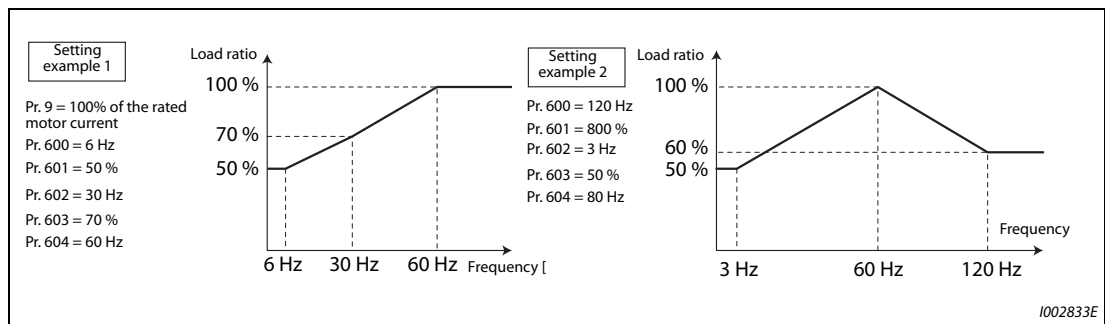 Setting
example 1
Pr. 9 = 100% of the rated
motor current
Pr. 600 = 6 Hz
Pr. 601 = 50 %
Pr. 602 = 30 Hz
Pr. 603 = 70 %
Pr. 604 = 60 Hz
Load ratio
100 %
70 %
50 %
6 Hz 30 Hz 60 Hz Frequency [
Setting
example 2
Pr. 600 = 120 Hz
Pr. 601 = 800 %
Pr. 602 = 3 Hz
Pr. 603 = 50 %
Pr. 604 = 80 Hz
Load ratio
100 %
60 %
50 %
Frequency
3 Hz 60 Hz 120 Hz
I002833E